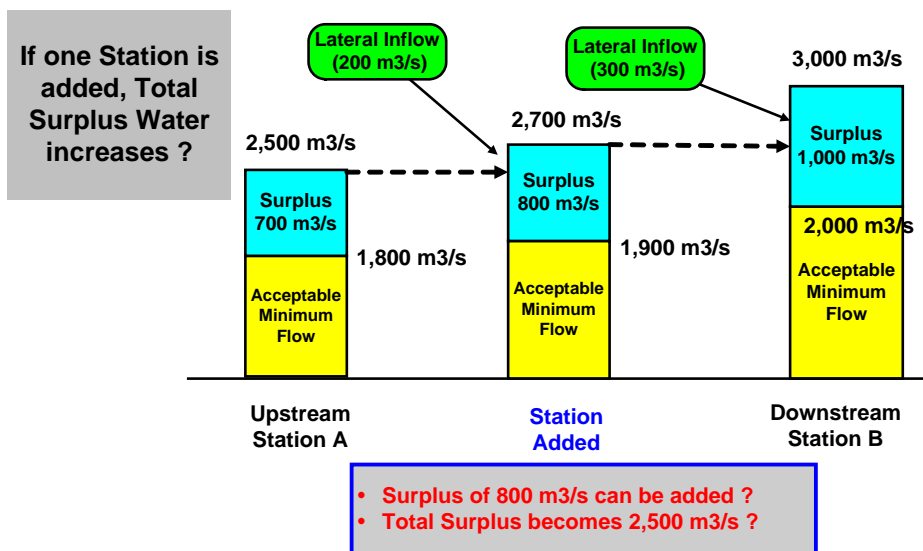 If one Station is
added, Total
Surplus Water
increases ?
Lateral Inflow
(200 m3/s)
Lateral Inflow
(300 m3/s)
2,500 m3/s
2,700 m3/s
3,000 m3/s
Surplus
700 m3/s
Surplus
800 m3/s
Surplus
1,000 m3/s
1,800 m3/s
1,900 m3/s
2,000 m3/s
Acceptable
Minimum
Flow
Acceptable
Minimum
Flow
Acceptable
Minimum
Flow
Upstream
Station A
Station
Added
Downstream
Station B
• Surplus of 800 m3/s can be added ?
• Total Surplus becomes 2,500 m3/s ?